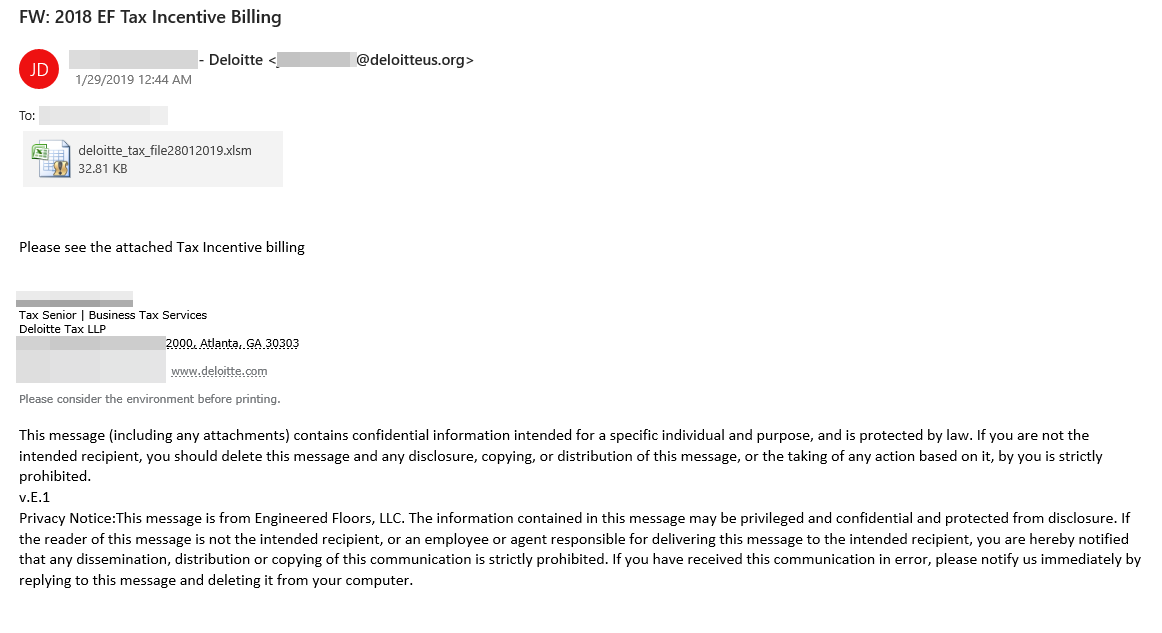 FW: 2018 EF Tax Incentive Billing
JD
- Deloitte < @deloitteus.org>
1/29/2019 12:44 AM
To:
deloitte_tax_file28012019.xlsm
32.81 KB
Please see the attached Tax Incentive billing
Tax Senior | Business Tax Services
Deloitte Tax LLP
2000, Atlanta, GA 30303
www.deloitte.com
Please consider the environment before printing.
This message (including any attachments) contains confidential information intended for a specific individual and purpose, and is protected by law. If you are not the
intended recipient, you should delete this message and any disclosure, copying, or distribution of this message, or the taking of any action based on it, by you is strictly
prohibited.
v.E.1
Privacy Notice:This message is from Engineered Floors, LLC. The information contained in this message may be privileged and confidential and protected from disclosure. If
the reader of this message is not the intended recipient, or an employee or agent responsible for delivering this message to the intended recipient, you are hereby notified
that any dissemination, distribution or copying of this communication is strictly prohibited. If you have received this communication in error, please notify us immediately by
replying to this message and deleting it from your computer.